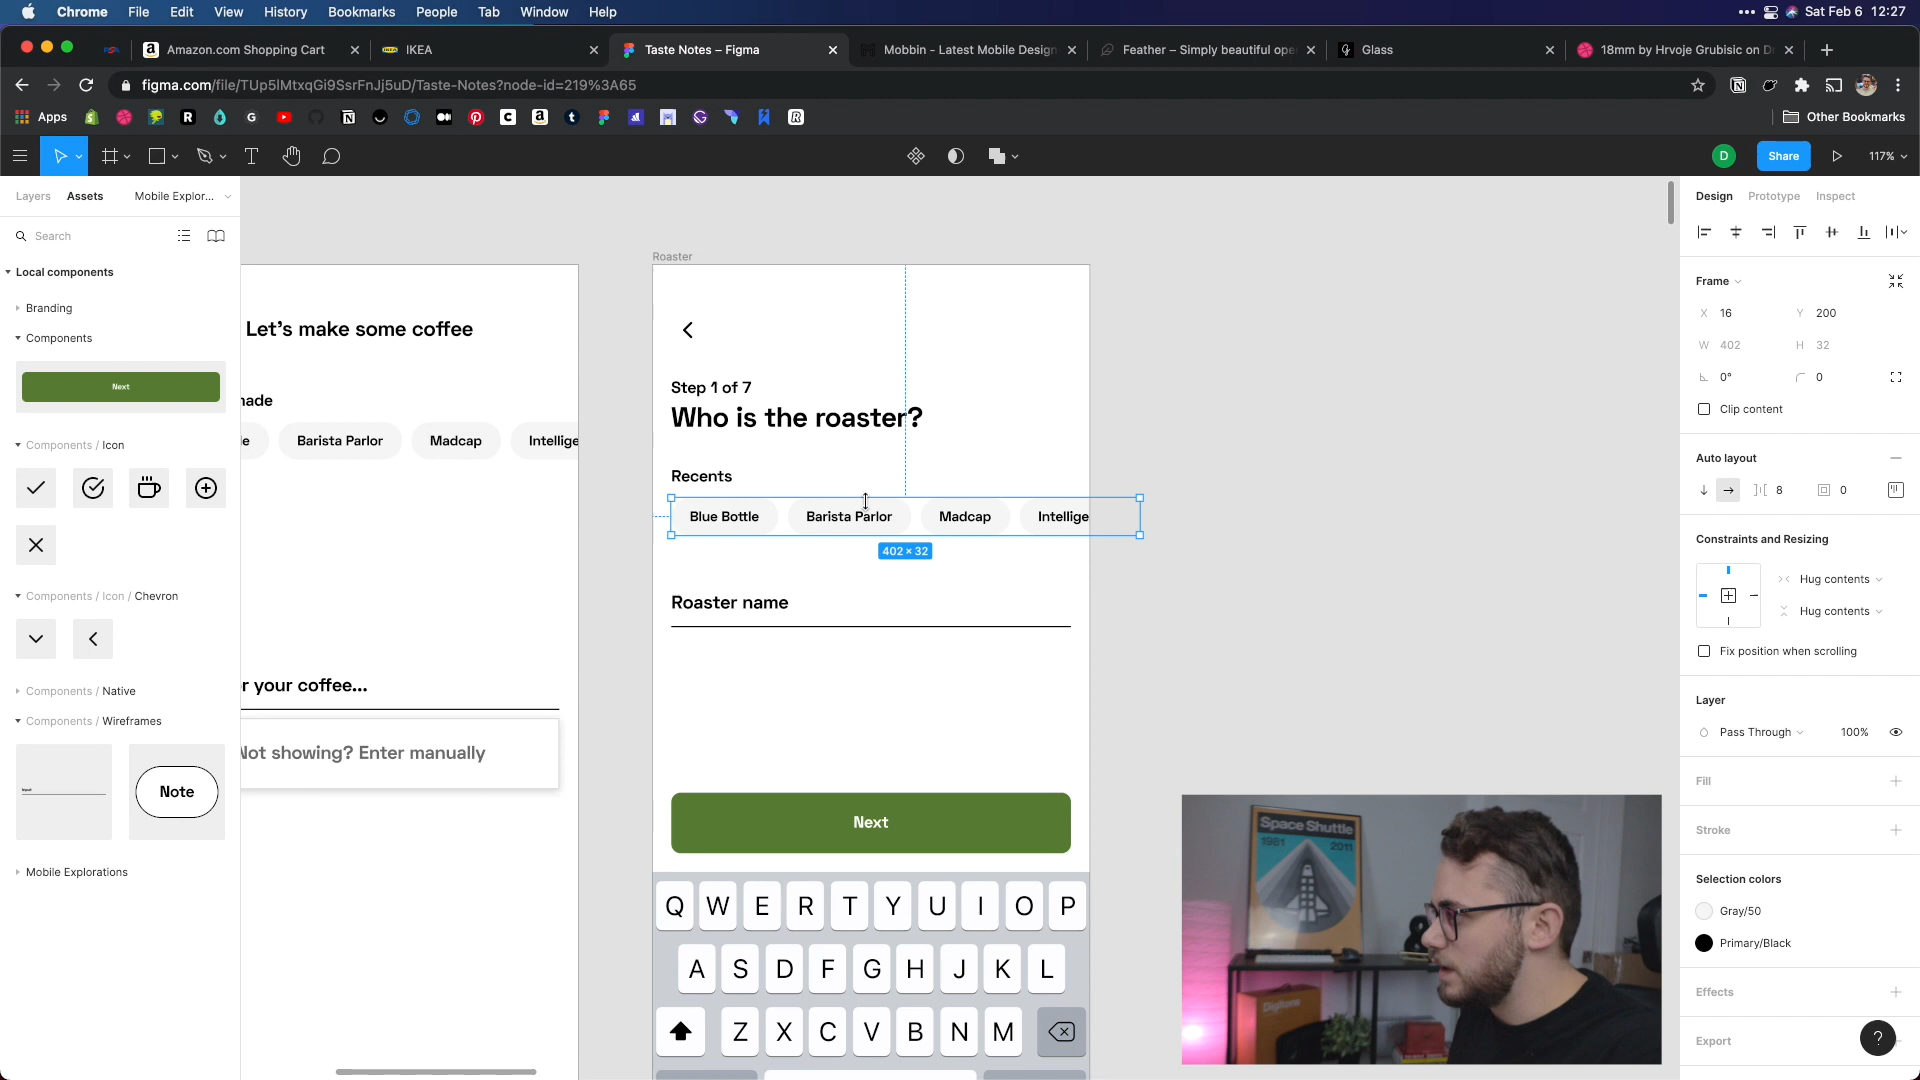 Chrome File Edit View History Bookmarks People Tab Window Help Sat Feb 6 12:27
Amazon.com Shopping Cart IKEA Taste Notes – Figma Mobbin - Latest Mobile Design Feather – Simply beautiful ope Glass 18mm by Hrvoje Grubisic on
figma.com/file/TUp5lMtxqGi9SsrFnJj5uD/Taste-Notes?node-id=219%3A65
Apps Other Bookmarks
D Share 117%
Layers Assets Mobile Explor... Design Prototype Inspect
Search
Local components
Branding
Components
Next
Components / Icon
Components / Icon / Chevron
Components / Native
Components / Wireframes
Input
Note
Mobile Explorations
Let's make some coffee
Barista Parlor Madcap Intellige
r your coffee...
Not showing? Enter manually
Roaster
Step 1 of 7
Who is the roaster?
Recents
Blue Bottle Barista Parlor Madcap Intellige
402 × 32
Roaster name
Next
Q W E R T Y U I O P
A S D F G H J K L
Z X C V B N M
Space Shuttle
1981 2011
Frame
X 16 Y 200
W 402 H 32
0° 0
Clip content
Auto layout
8 0
Constraints and Resizing
Hug contents
Hug contents
Fix position when scrolling
Layer
Pass Through 100%
Fill
Stroke
Selection colors
Gray/50
Primary/Black
Effects
Export
?